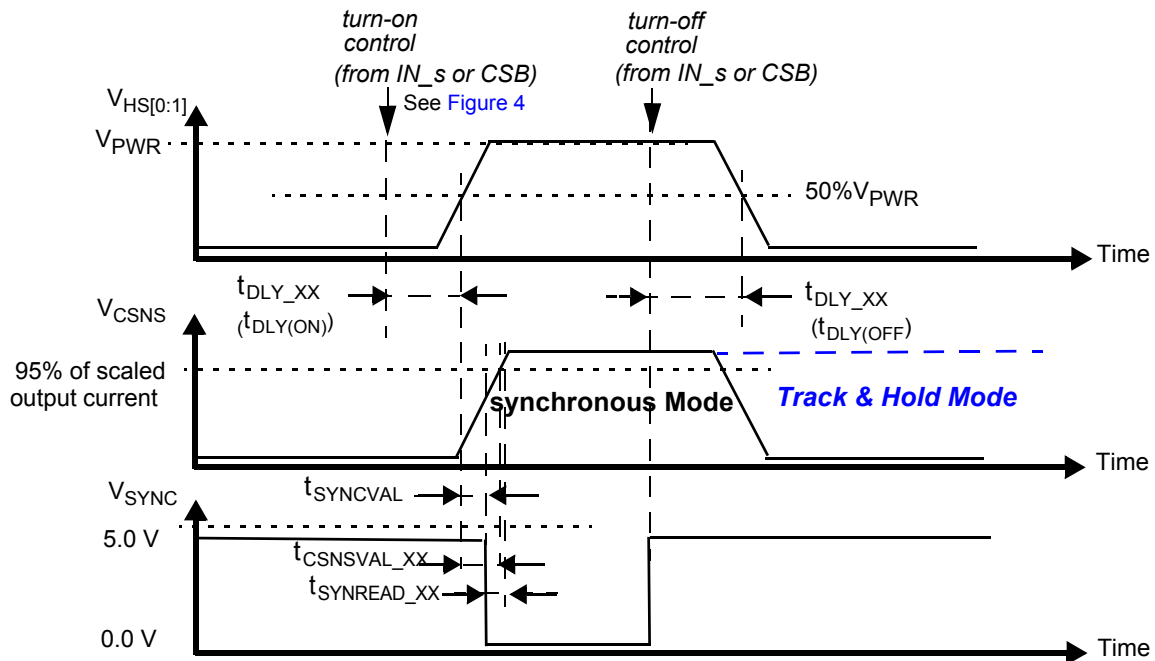 turn-on
control
(from IN_s or CSB)
See Figure 4
turn-off
control
(from IN_s or CSB)
VHS[0:1]
VPWR
50%VPWR
Time
tDLY_XX
(tDLY(ON))
tDLY_XX
(tDLY(OFF)
VCSNS
95% of scaled
output current
synchronous Mode
Track & Hold Mode
Time
tSYNCVAL
VSYNC
5.0 V
tCSNSVAL_XX
tSYNREAD_XX
0.0 V
Time